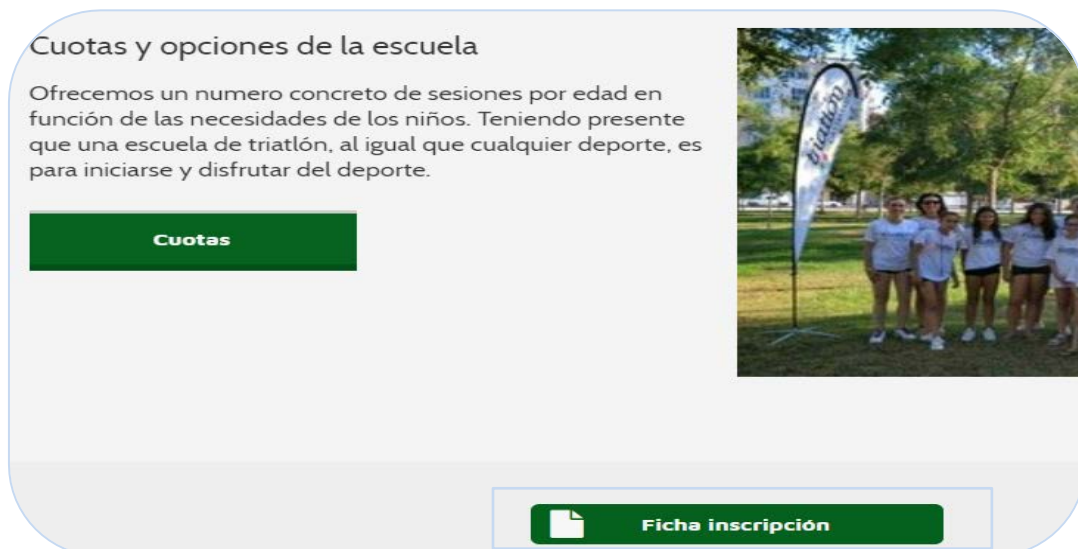 Cuotas y opciones de la escuela
Ofrecemos un numero concreto de sesiones por edad en
función de las necesidades de los niños. Teniendo presente
que una escuela de triatlón, al igual que cualquier deporte, es
para iniciarse y disfrutar del deporte.
Cuotas
triatlón
Ficha inscripción